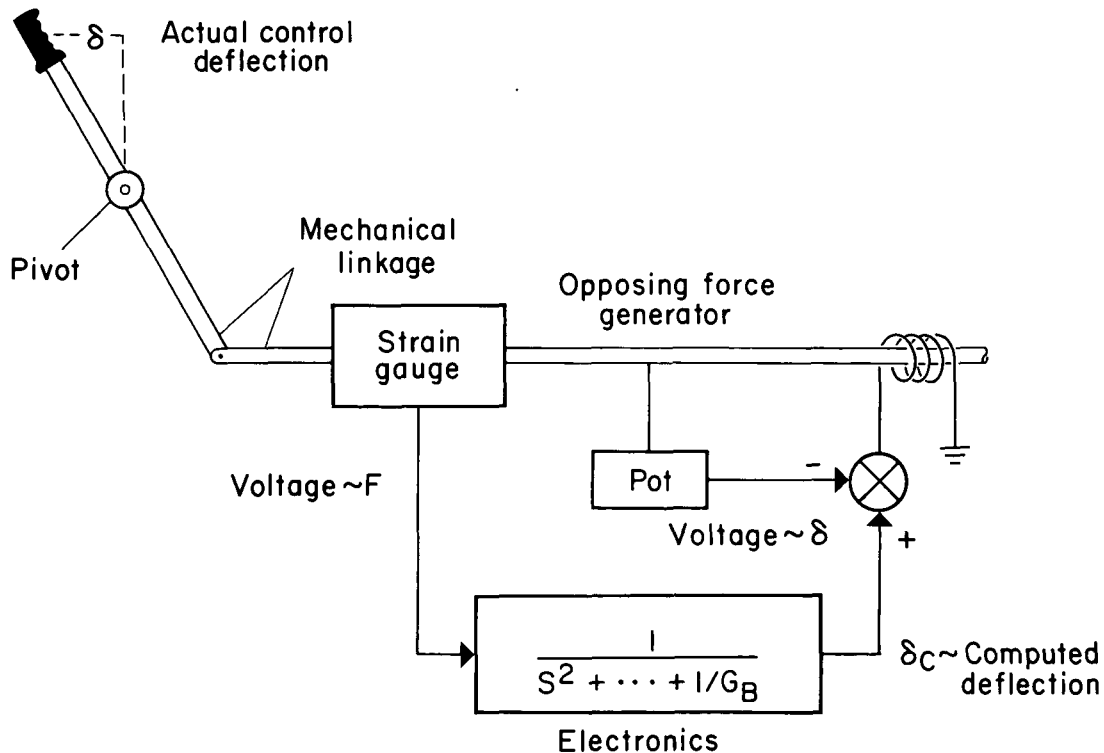 δ
Actual control
deflection
Pivot
Mechanical
linkage
Strain
gauge
Opposing force
generator
Voltage ~ F
Pot
-
Voltage ~ δ
+
1
S² + ··· + 1/G_B
δ_C ~ Computed
deflection
Electronics